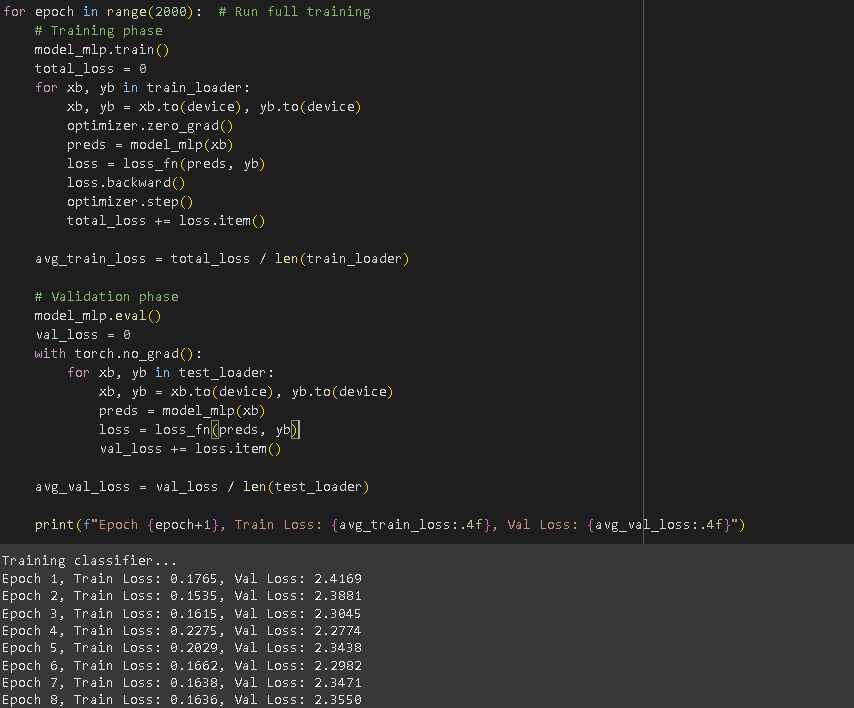 for epoch in range(2000):  # Run full training
    # Training phase
    model_mlp.train()
    total_loss = 0
    for xb, yb in train_loader:
        xb, yb = xb.to(device), yb.to(device)
        optimizer.zero_grad()
        preds = model_mlp(xb)
        loss = loss_fn(preds, yb)
        loss.backward()
        optimizer.step()
        total_loss += loss.item()

    avg_train_loss = total_loss / len(train_loader)

    # Validation phase
    model_mlp.eval()
    val_loss = 0
    with torch.no_grad():
        for xb, yb in test_loader:
            xb, yb = xb.to(device), yb.to(device)
            preds = model_mlp(xb)
            loss = loss_fn(preds, yb)
            val_loss += loss.item()

    avg_val_loss = val_loss / len(test_loader)

    print(f"Epoch {epoch+1}, Train Loss: {avg_train_loss:.4f}, Val Loss: {avg_val_loss:.4f}")
Training classifier...
Epoch 1, Train Loss: 0.1765, Val Loss: 2.4169
Epoch 2, Train Loss: 0.1535, Val Loss: 2.3881
Epoch 3, Train Loss: 0.1615, Val Loss: 2.3045
Epoch 4, Train Loss: 0.2275, Val Loss: 2.2774
Epoch 5, Train Loss: 0.2029, Val Loss: 2.3438
Epoch 6, Train Loss: 0.1662, Val Loss: 2.2982
Epoch 7, Train Loss: 0.1638, Val Loss: 2.3471
Epoch 8, Train Loss: 0.1636, Val Loss: 2.3550